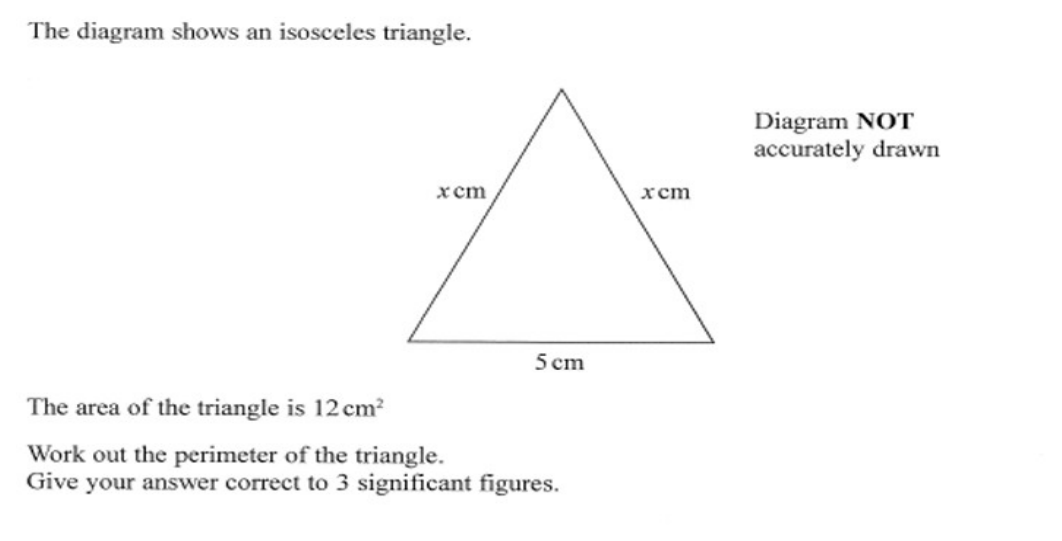 The diagram shows an isosceles triangle.
Diagram NOT
accurately drawn
x cm
x cm
5 cm
The area of the triangle is 12 cm²
Work out the perimeter of the triangle.
Give your answer correct to 3 significant figures.